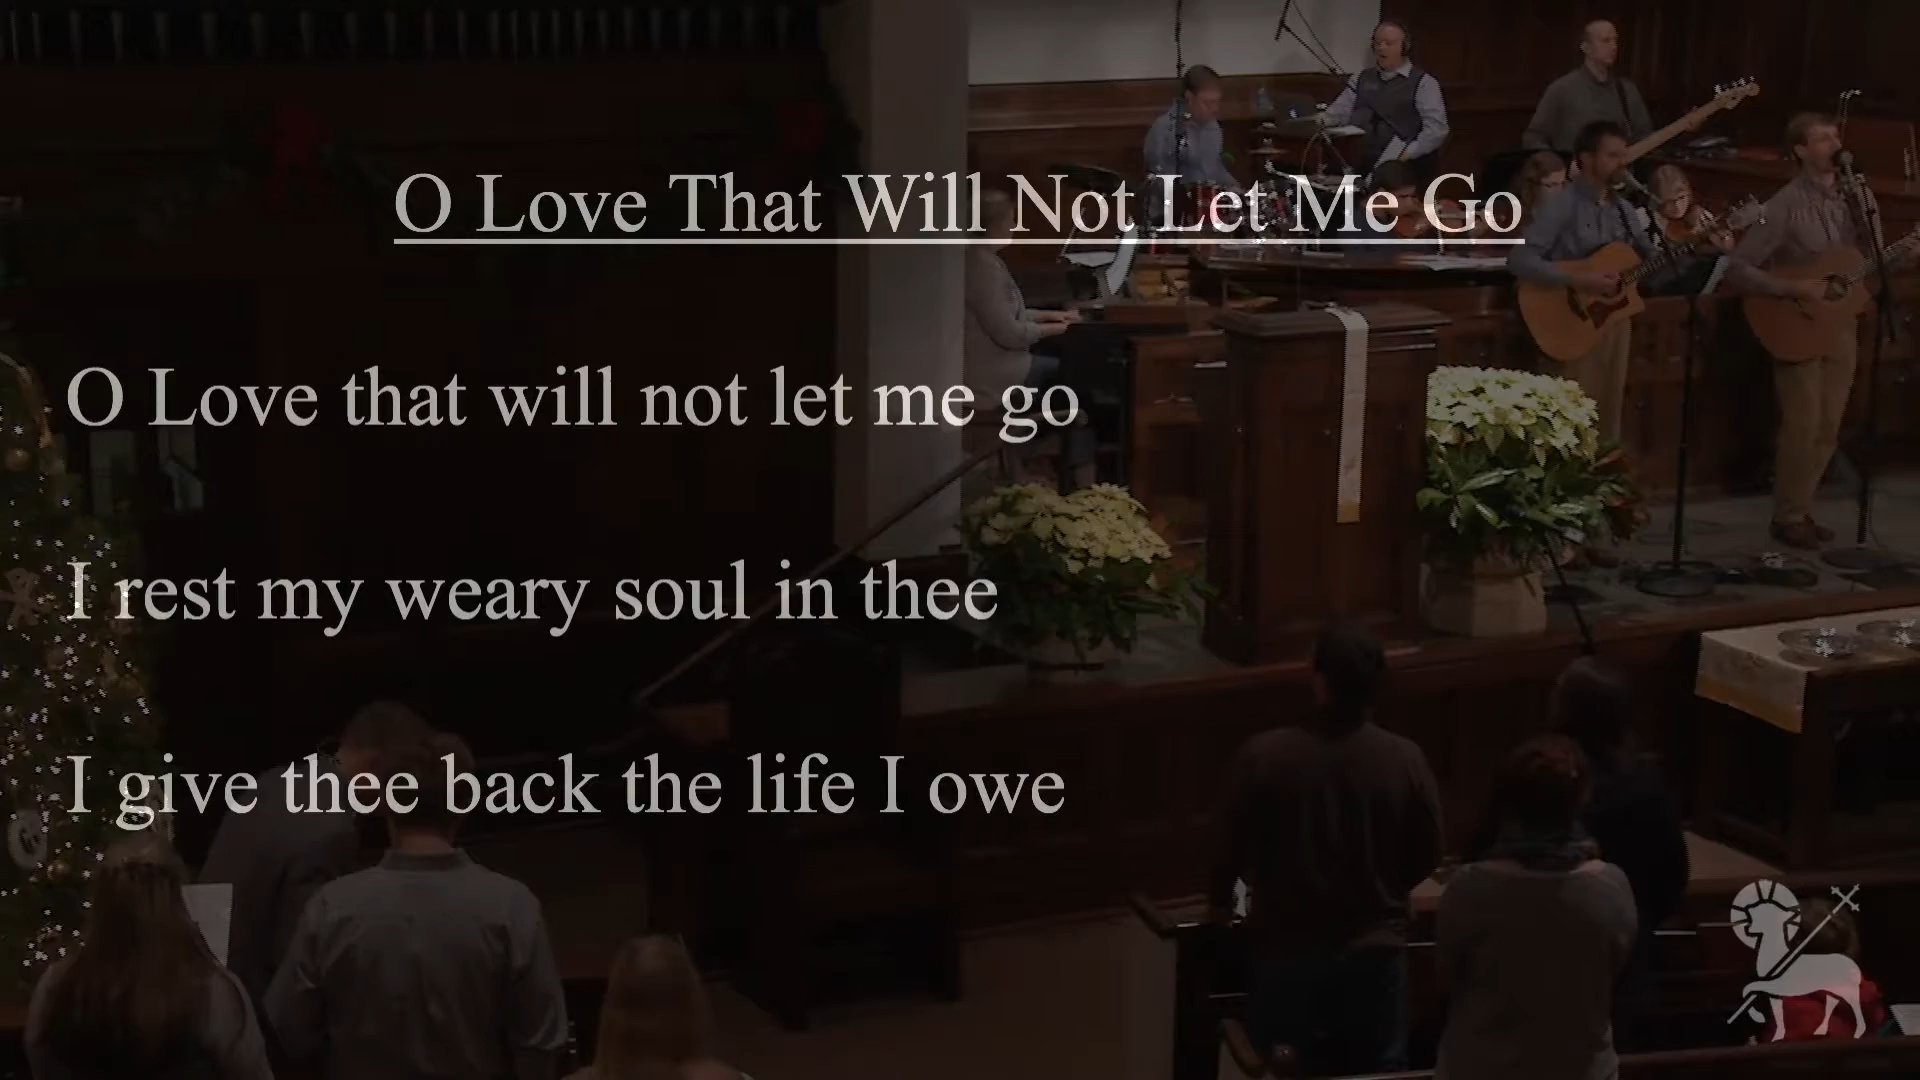 O Love That Will Not Let Me Go
O Love that will not let me go
I rest my weary soul in thee
I give thee back the life I owe